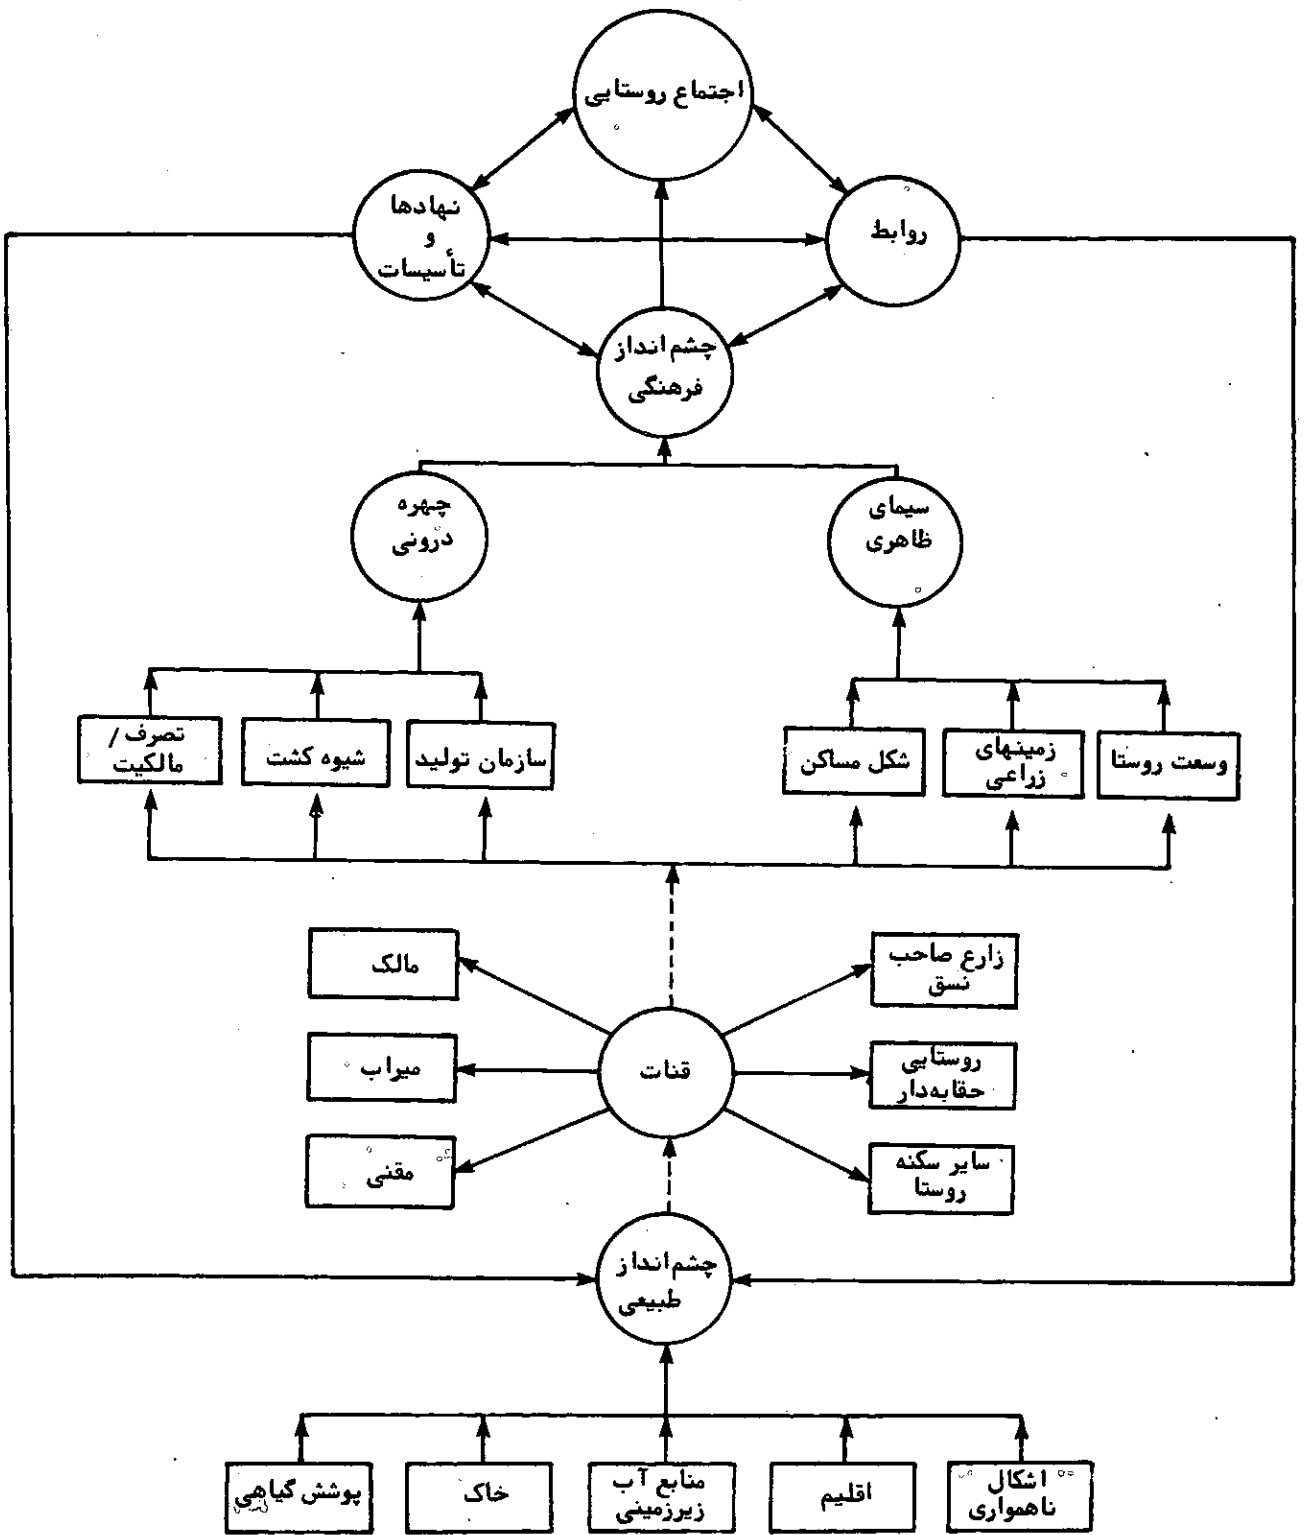 اجتماع روستایی
روابط
نهادها
و
تأسیسات
چشم‌انداز
فرهنگی
سیمای
ظاهری
چهره
درونی
وسعت روستا
زمینهای
زراعی
شکل مساکن
سازمان تولید
شیوه کشت
تصرف /
مالکیت
زارع صاحب
نسق
مالک
روستایی
حقابه‌دار
قنات
میراب
سایر سکنه
روستا
مقنی
چشم‌انداز
طبیعی
اشکال
ناهمواری
اقلیم
منابع آب
زیرزمینی
خاک
پوشش گیاهی